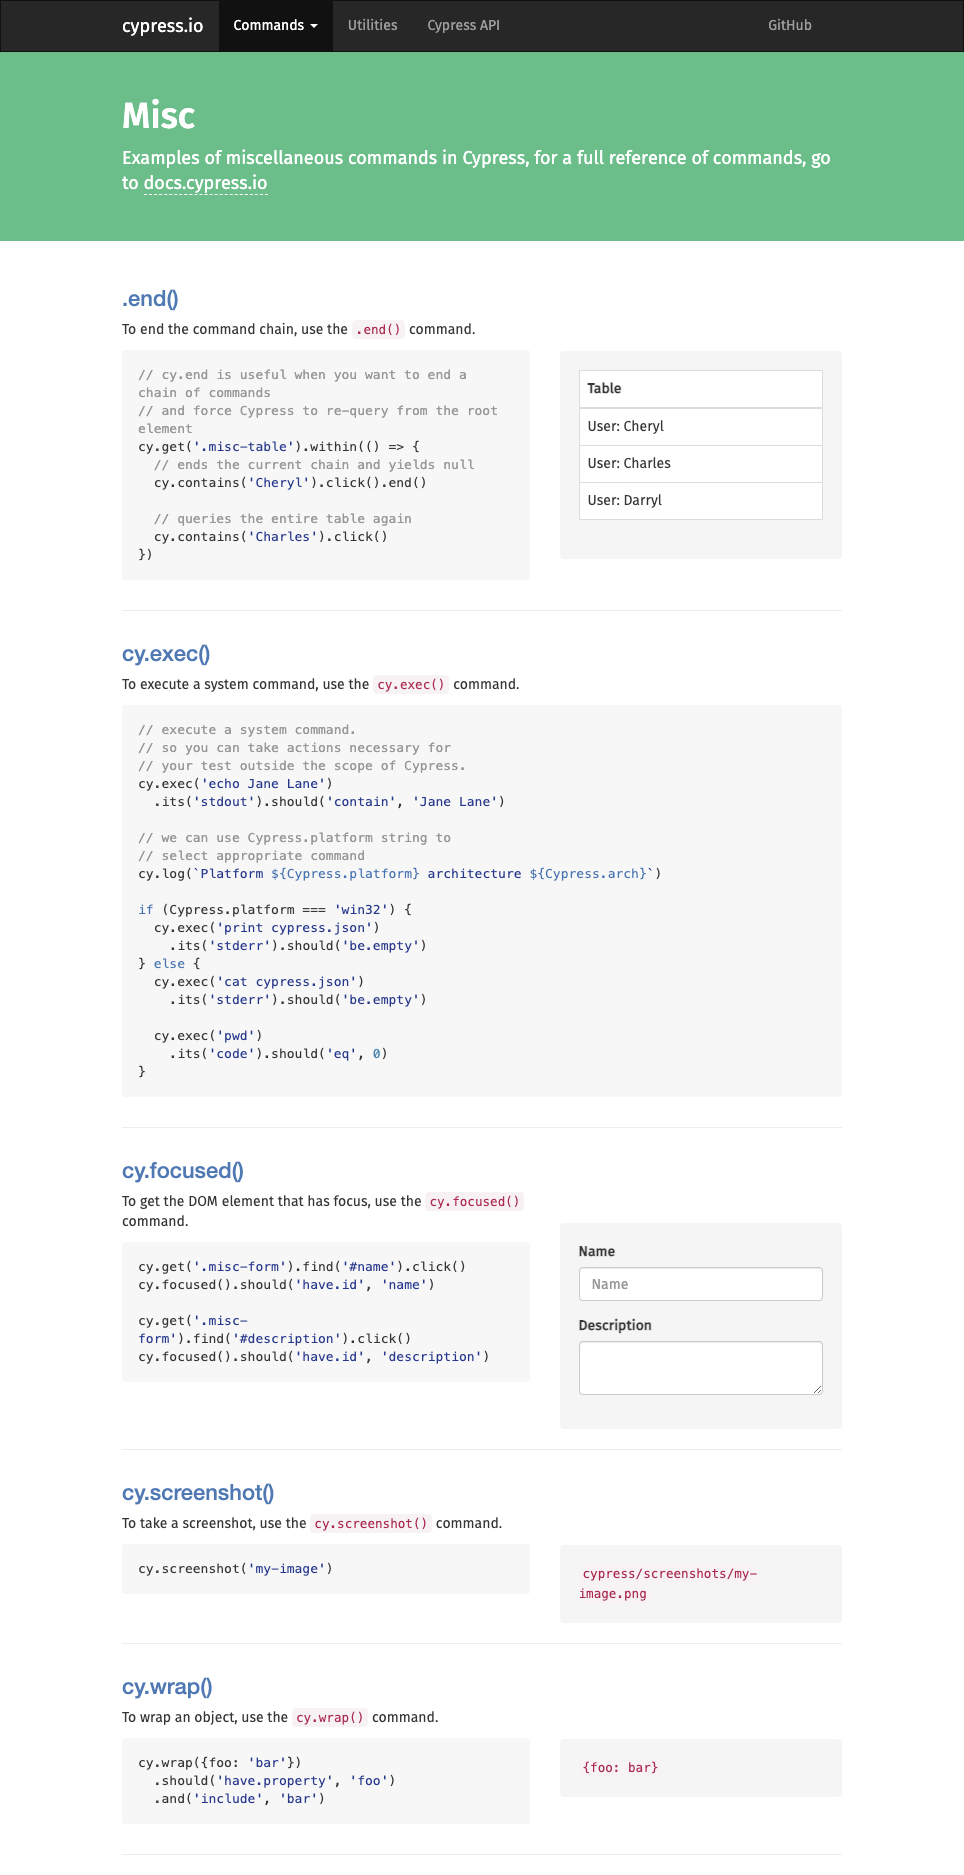 cypress.io Commands Utilities Cypress API GitHub
Misc
Examples of miscellaneous commands in Cypress, for a full reference of commands, go
to docs.cypress.io
.end()
To end the command chain, use the .end() command.
// cy.end is useful when you want to end a
chain of commands
// and force Cypress to re-query from the root
element
cy.get('.misc-table').within(() => {
  // ends the current chain and yields null
  cy.contains('Cheryl').click().end()

  // queries the entire table again
  cy.contains('Charles').click()
})
Table
User: Cheryl
User: Charles
User: Darryl
cy.exec()
To execute a system command, use the cy.exec() command.
// execute a system command.
// so you can take actions necessary for
// your test outside the scope of Cypress.
cy.exec('echo Jane Lane')
  .its('stdout').should('contain', 'Jane Lane')

// we can use Cypress.platform string to
// select appropriate command
cy.log(`Platform ${Cypress.platform} architecture ${Cypress.arch}`)

if (Cypress.platform === 'win32') {
  cy.exec('print cypress.json')
    .its('stderr').should('be.empty')
} else {
  cy.exec('cat cypress.json')
    .its('stderr').should('be.empty')

  cy.exec('pwd')
    .its('code').should('eq', 0)
}
cy.focused()
To get the DOM element that has focus, use the cy.focused()
command.
cy.get('.misc-form').find('#name').click()
cy.focused().should('have.id', 'name')

cy.get('.misc-
form').find('#description').click()
cy.focused().should('have.id', 'description')
Name
Name
Description
cy.screenshot()
To take a screenshot, use the cy.screenshot() command.
cy.screenshot('my-image')
cypress/screenshots/my-
image.png
cy.wrap()
To wrap an object, use the cy.wrap() command.
cy.wrap({foo: 'bar'})
  .should('have.property', 'foo')
  .and('include', 'bar')
{foo: bar}